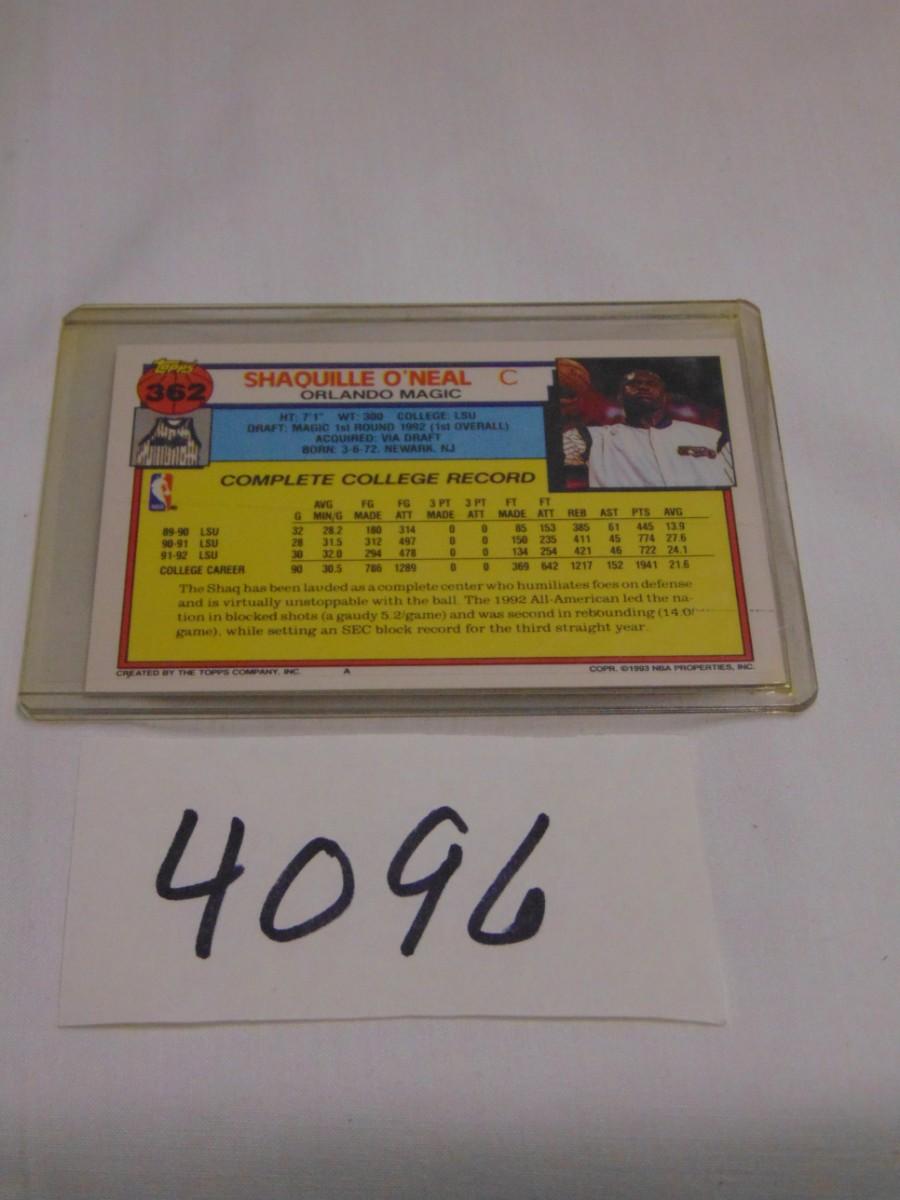 Topps
362
SHAQUILLE O'NEAL C
ORLANDO MAGIC
HT: 7'1" WT: 300 COLLEGE: LSU
DRAFT: MAGIC 1st ROUND 1992 (1st OVERALL)
ACQUIRED: VIA DRAFT
BORN: 3-6-72, NEWARK, NJ
COMPLETE COLLEGE RECORD
G AVG MIN/G FG MADE FG ATT 3 PT MADE 3 PT ATT FT MADE FT ATT REB AST PTS AVG
89-90 LSU 32 28.2 180 314 0 0 85 153 385 61 445 13.9
90-91 LSU 28 31.5 312 497 0 0 150 235 411 45 774 27.6
91-92 LSU 30 32.0 294 478 0 0 134 254 421 46 722 24.1
COLLEGE CAREER 90 30.5 786 1289 0 0 369 642 1217 152 1941 21.6
The Shaq has been lauded as a complete center who humiliates foes on defense
and is virtually unstoppable with the ball. The 1992 All-American led the na-
tion in blocked shots (a gaudy 5.2/game) and was second in rebounding (14.0/
game), while setting an SEC block record for the third straight year.
CREATED BY THE TOPPS COMPANY, INC. A COPR. ©1993 NBA PROPERTIES, INC.
4096